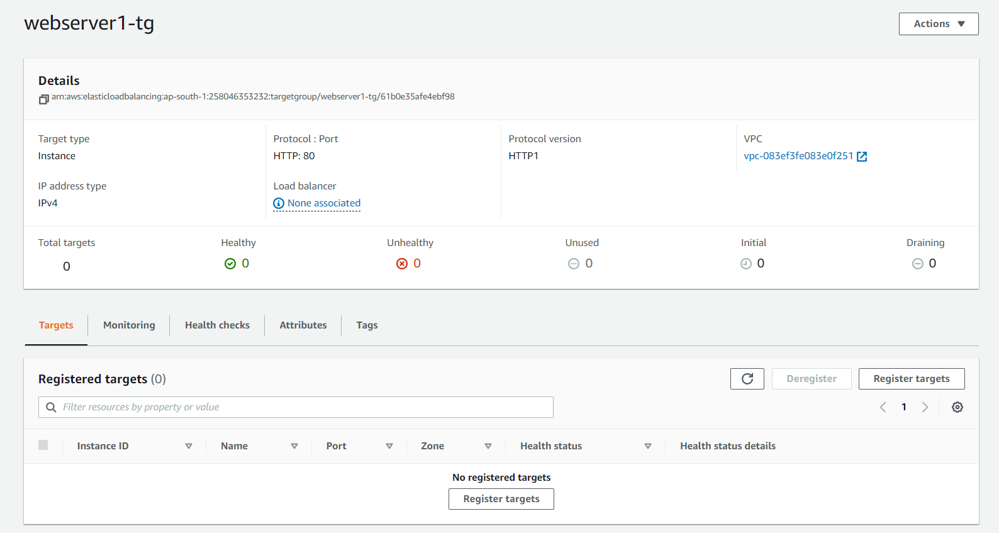 webserver1-tg
Actions
Details
arn:aws:elasticloadbalancing:ap-south-1:258046353232:targetgroup/webserver1-tg/61b0e35afe4ebf98
Target type
Instance
Protocol : Port
HTTP: 80
Protocol version
HTTP1
VPC
vpc-083ef3fe083e0f251
IP address type
IPv4
Load balancer
None associated
Total targets
0
Healthy
0
Unhealthy
0
Unused
0
Initial
0
Draining
0
Targets
Monitoring
Health checks
Attributes
Tags
Registered targets (0)
Deregister
Register targets
Filter resources by property or value
1
Instance ID
Name
Port
Zone
Health status
Health status details
No registered targets
Register targets